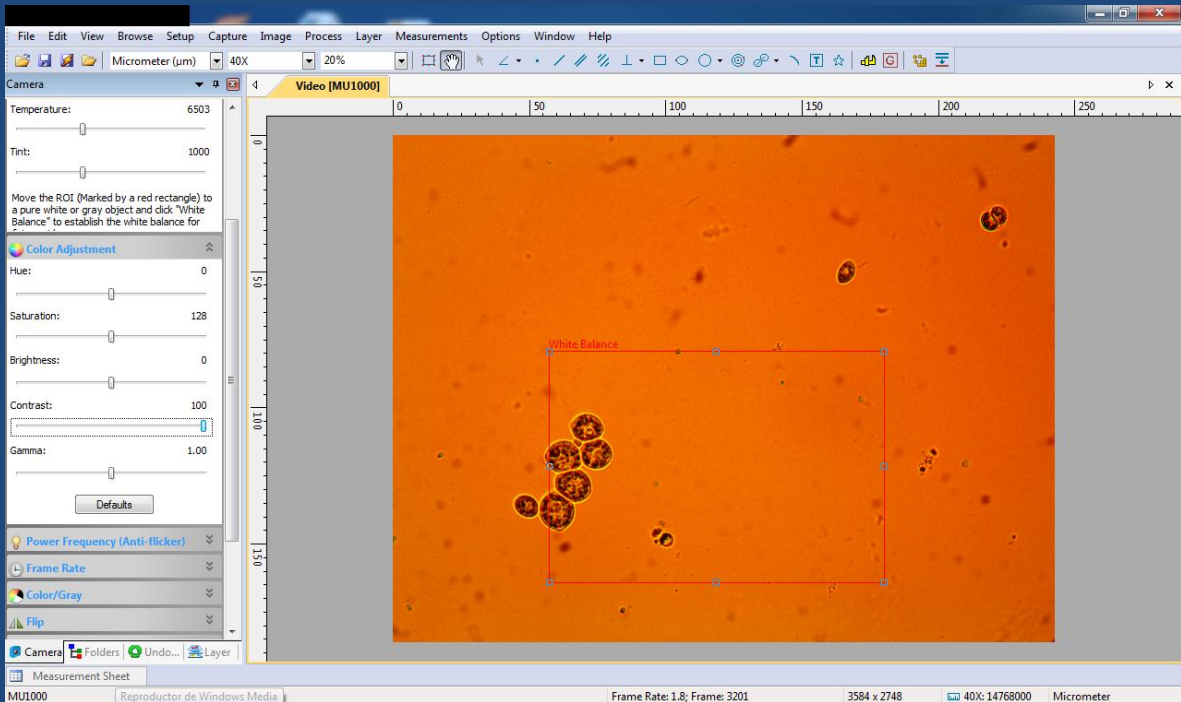 File Edit View Browse Setup Capture Image Process Layer Measurements Options Window Help
Micrometer (µm) 40X 20% T G
Camera
Video [MU1000]
0 50 100 150 200 250
Temperature: 6503
Tint: 1000
Move the ROI (Marked by a red rectangle) to
a pure white or gray object and click "White
Balance" to establish the white balance for
Color Adjustment
Hue: 0
Saturation: 128
Brightness: 0
Contrast: 100
Gamma: 1.00
Defaults
Power Frequency (Anti-flicker)
Frame Rate
Color/Gray
Flip
Camera Folders Undo... Layer
0
50
100
150
White Balance
Measurement Sheet
MU1000 Reproductor de Windows Media Frame Rate: 1.8; Frame: 3201 3584 x 2748 40X: 14768000 Micrometer